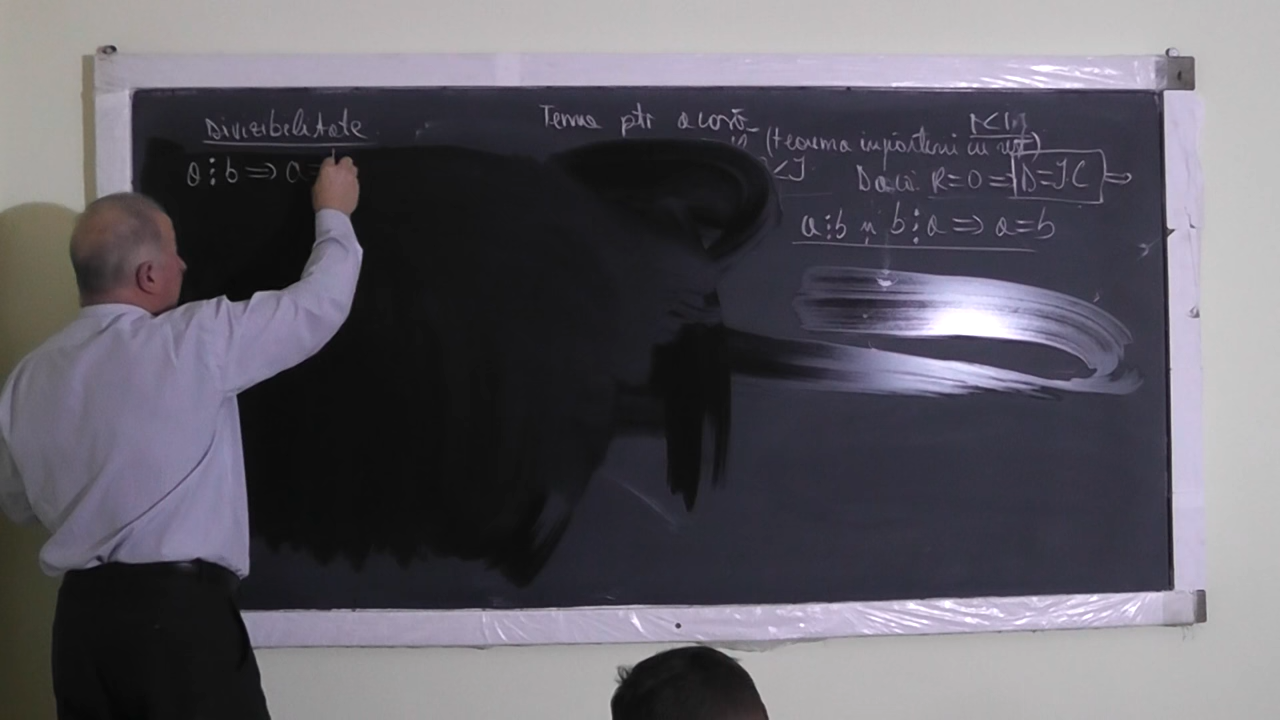 Divizibilitate
a⋮b ⇒ a=
Tema ptr acasă
(teorema împărțirii cu rest)
Dacă R=0 ⇒ D=IC ⇒
a⋮b și b⋮a ⇒ a=b